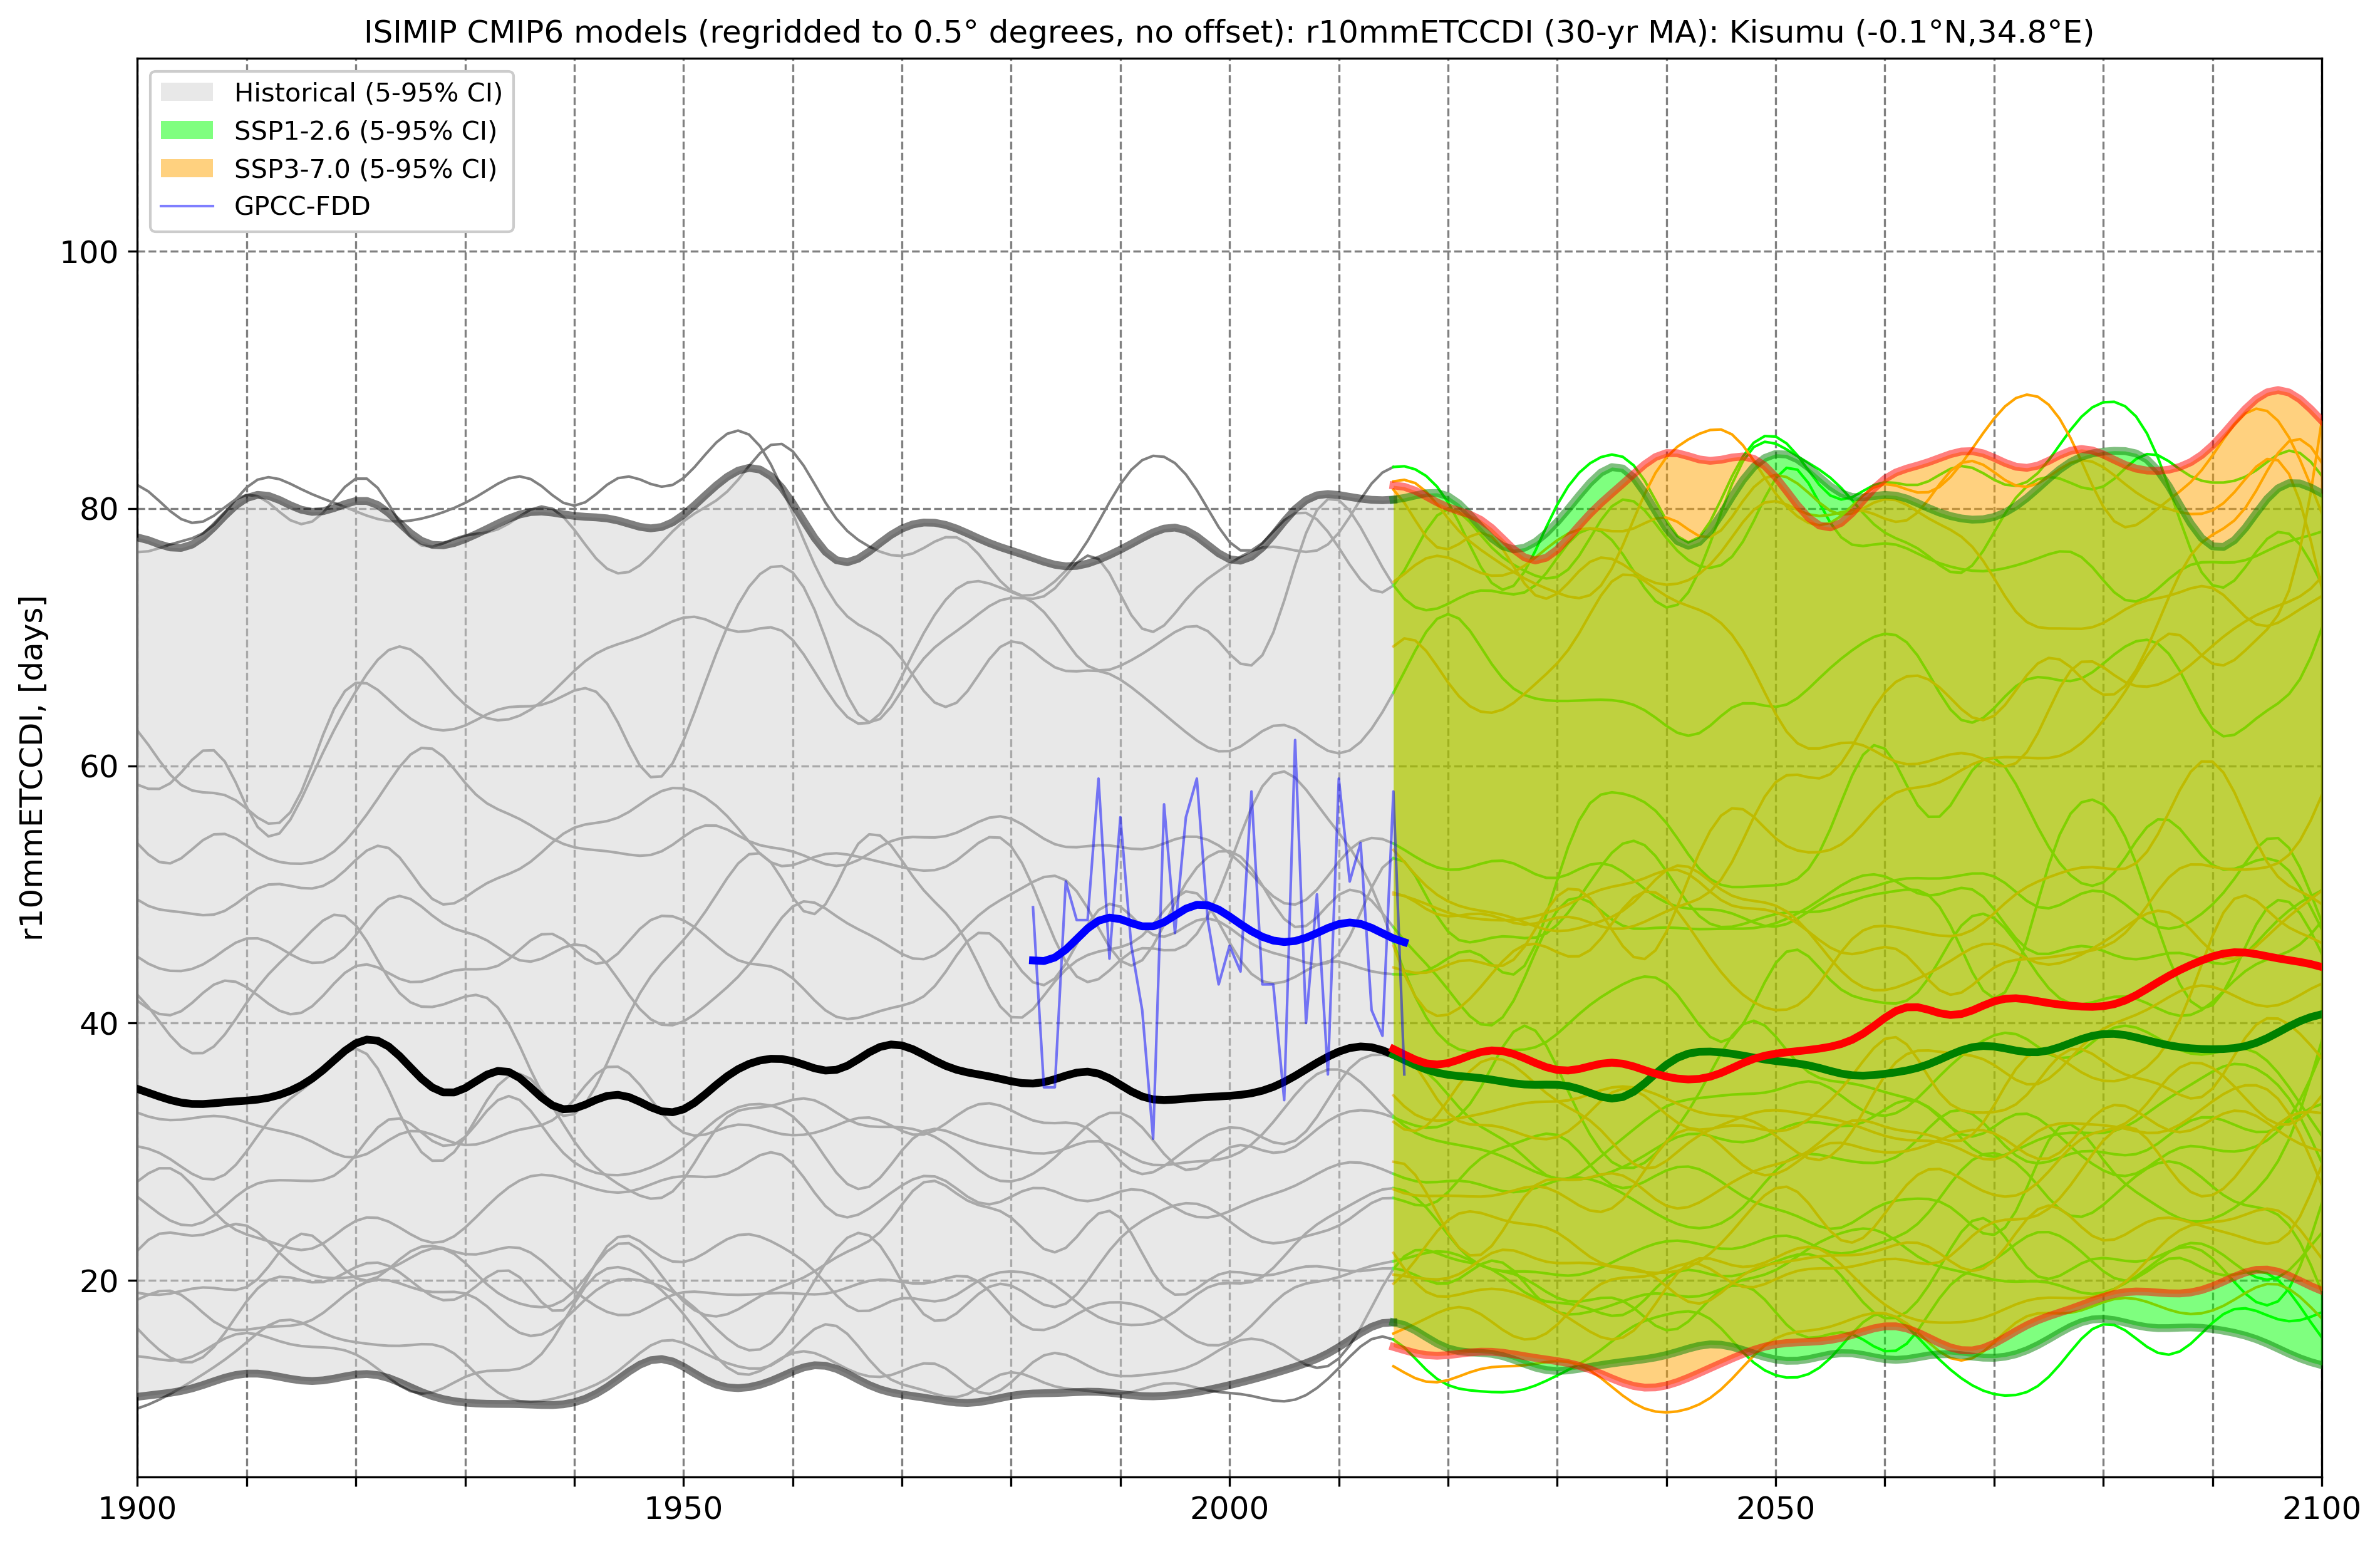 ISIMIP CMIP6 models (regridded to 0.5° degrees, no offset): r10mmETCCDI (30-yr MA): Kisumu (-0.1°N,34.8°E)
Historical (5-95% CI)
SSP1-2.6 (5-95% CI)
SSP3-7.0 (5-95% CI)
GPCC-FDD
r10mmETCCDI, [days]
100
80
60
40
20
1900
1950
2000
2050
2100